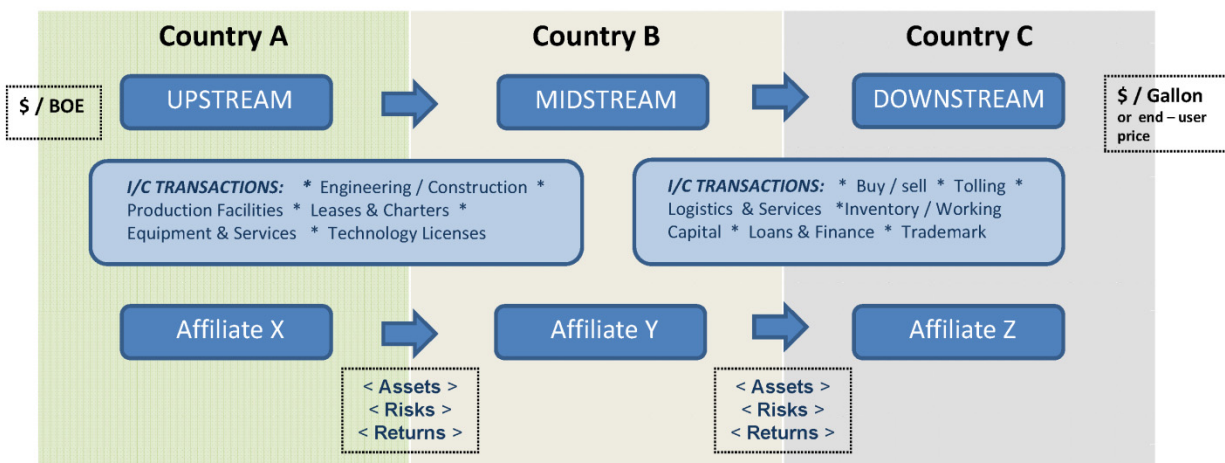 Country A
Country B
Country C
$ / BOE
UPSTREAM
MIDSTREAM
DOWNSTREAM
$ / Gallon
or end – user
price
I/C TRANSACTIONS: * Engineering / Construction *
Production Facilities * Leases & Charters *
Equipment & Services * Technology Licenses
I/C TRANSACTIONS: * Buy / sell * Tolling *
Logistics & Services *Inventory / Working
Capital * Loans & Finance * Trademark
Affiliate X
Affiliate Y
Affiliate Z
< Assets >
< Risks >
< Returns >
< Assets >
< Risks >
< Returns >